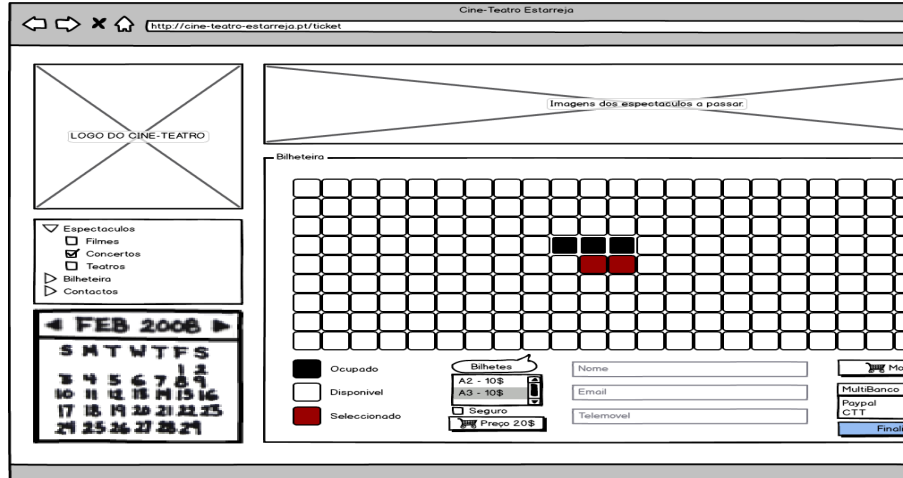 Cine-Teatro Estarreja
http://cine-teatro-estarreja.pt/ticket
LOGO DO CINE-TEATRO
Imagens dos espectaculos a passar.
Bilheteira
Espectaculos
Filmes
Concertos
Teatros
Bilheteira
Contactos
FEB 2008
S M T W T F S
1 2
3 4 5 6 7 8 9
10 11 12 13 14 15 16
17 18 19 20 21 22 23
24 25 26 27 28 29
Ocupado
Disponivel
Seleccionado
Bilhetes
A2 - 10$
A3 - 10$
Seguro
Preço 20$
Nome
Email
Telemovel
MultiBanco
Paypal
CTT